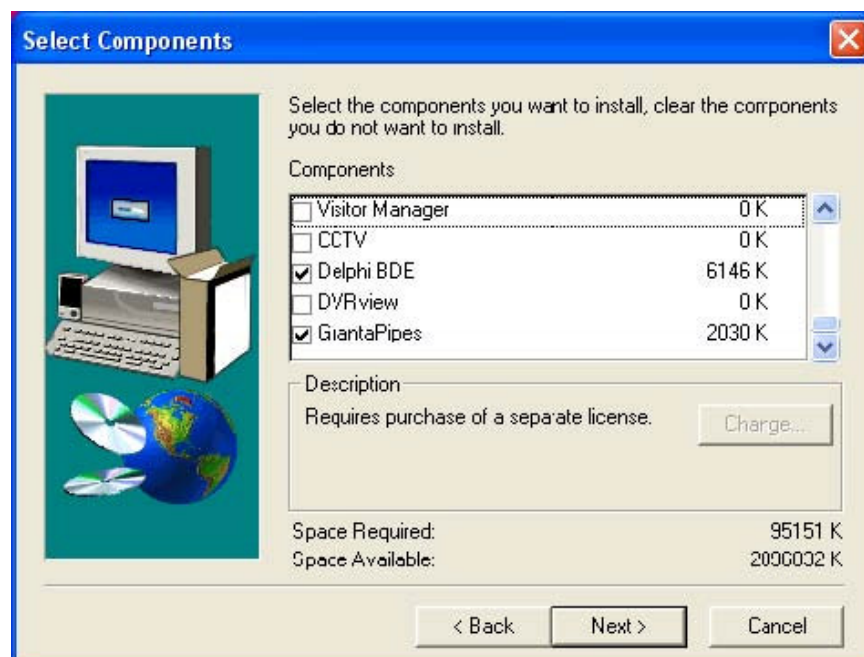 Select Components
Select the components you want to install, clear the components
you do not want to install.
Components
Visitor Manager 0 K
CCTV 0 K
Delphi BDE 6146 K
DVRview 0 K
GiantaPipes 2030 K
Description
Requires purchase of a separate license.
Charge...
Space Required: 95151 K
Space Available: K
< Back
Next >
Cancel